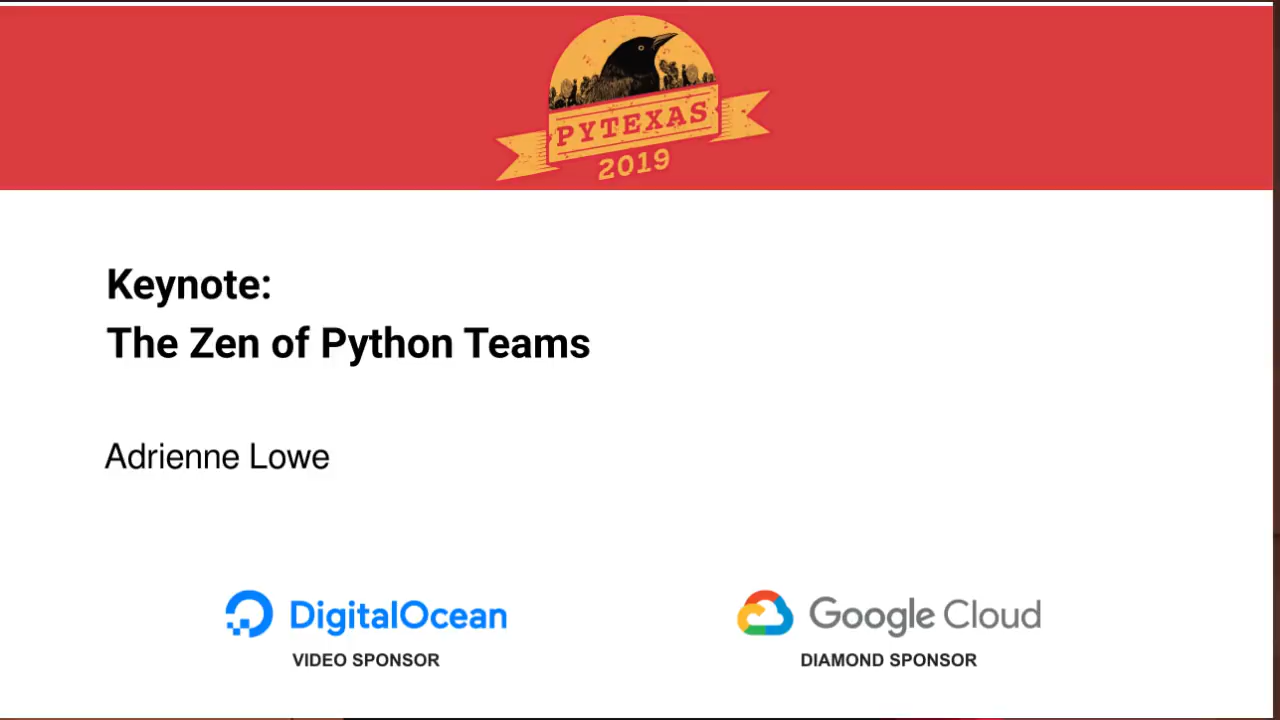 PYTEXAS
2019
Keynote:
The Zen of Python Teams
Adrienne Lowe
DigitalOcean
VIDEO SPONSOR
Google Cloud
DIAMOND SPONSOR